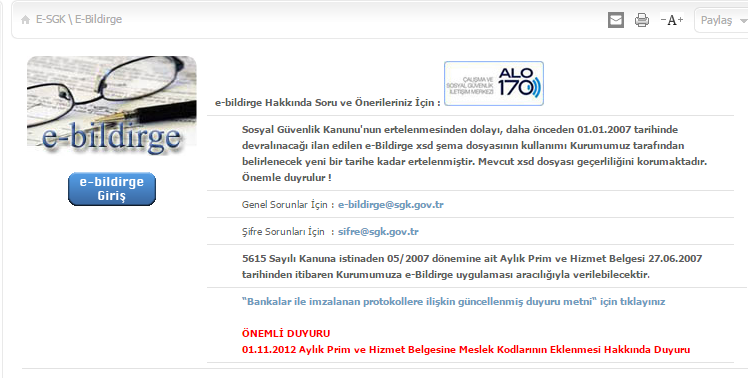 E-SGK \ E-Bildirge
- A +
Paylaş
e-bildirge
e-bildirge
Giriş
e-bildirge Hakkında Soru ve Önerileriniz İçin :
ÇALIŞMA VE
SOSYAL GÜVENLİK
İLETİŞİM MERKEZİ
ALO
170
Sosyal Güvenlik Kanunu'nun ertelenmesinden dolayı, daha önceden 01.01.2007 tarihinde
devralınacağı ilan edilen e-Bildirge xsd şema dosyasının kullanımı Kurumumuz tarafından
belirlenecek yeni bir tarihe kadar ertelenmiştir. Mevcut xsd dosyası geçerliliğini korumaktadır.
Önemle duyrulur !
Genel Sorunlar İçin : e-bildirge@sgk.gov.tr
Şifre Sorunları İçin : sifre@sgk.gov.tr
5615 Sayılı Kanuna istinaden 05/2007 dönemine ait Aylık Prim ve Hizmet Belgesi 27.06.2007
tarihinden itibaren Kurumumuza e-Bildirge uygulaması aracılığıyla verilebilecektir.
"Bankalar ile imzalanan protokollere ilişkin güncellenmiş duyuru metni" için tıklayınız
ÖNEMLİ DUYURU
01.11.2012 Aylık Prim ve Hizmet Belgesine Meslek Kodlarının Eklenmesi Hakkında Duyuru